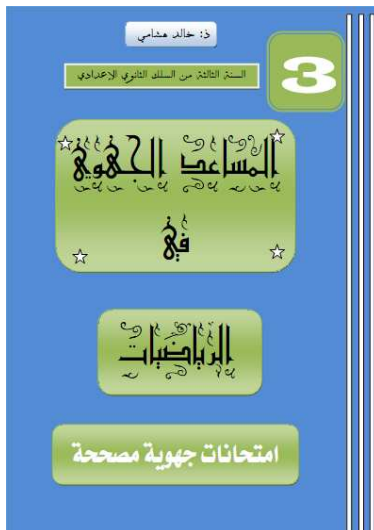 ذ: خالد هشامي
3
السنة الثالثة من السلك الثانوي الإعدادي
المساعد الجهوي
في
الرياضيات
امتحانات جهوية مصححة